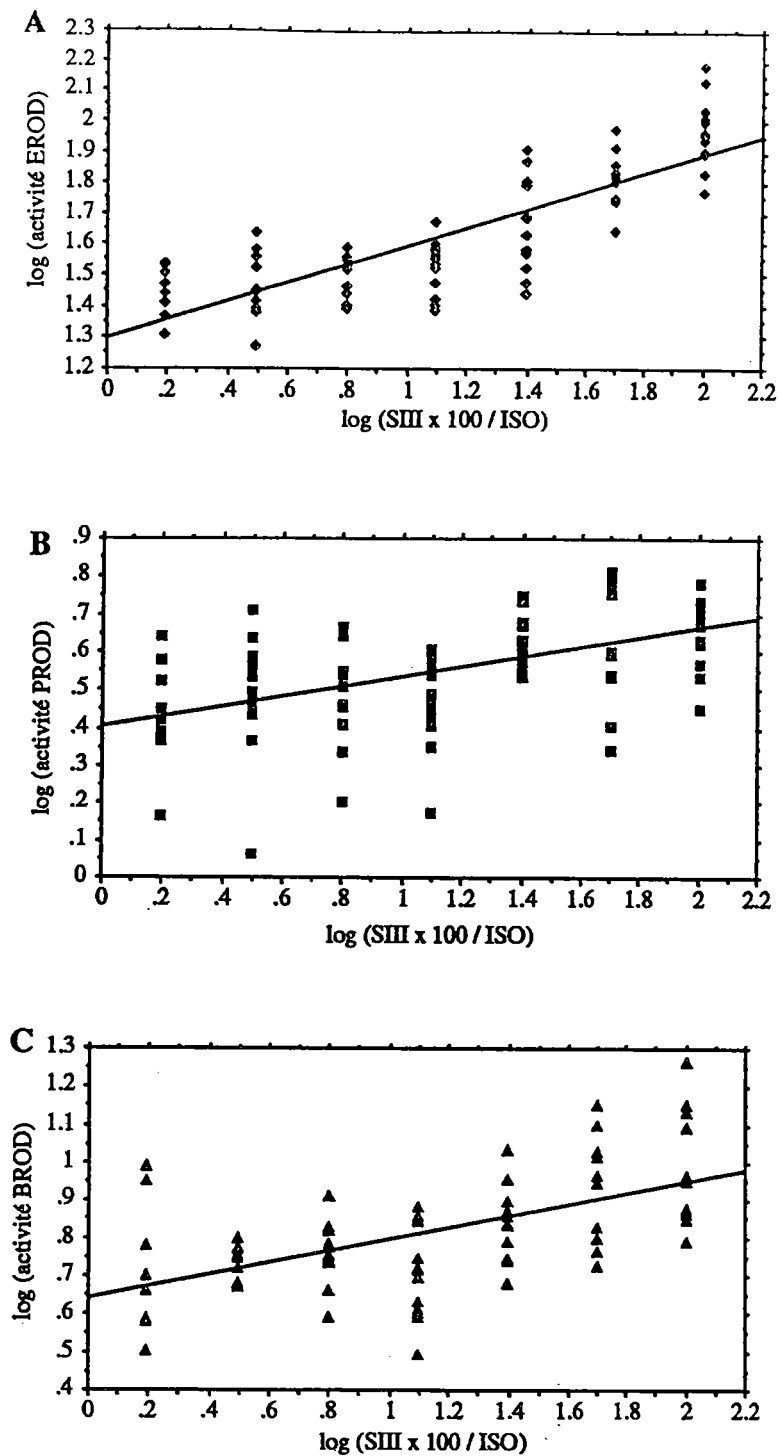 A
2.3
2.2
2.1
2
1.9
1.8
1.7
1.6
1.5
1.4
1.3
1.2
log (activité EROD)
0 .2 .4 .6 .8 1 1.2 1.4 1.6 1.8 2 2.2
log (SIII x 100 / ISO)
B
.9
.8
.7
.6
.5
.4
.3
.2
.1
0
log (activité PROD)
0 .2 .4 .6 .8 1 1.2 1.4 1.6 1.8 2 2.2
log (SIII x 100 / ISO)
C
1.3
1.2
1.1
1
.9
.8
.7
.6
.5
.4
log (activité BROD)
0 .2 .4 .6 .8 1 1.2 1.4 1.6 1.8 2 2.2
log (SIII x 100 / ISO)